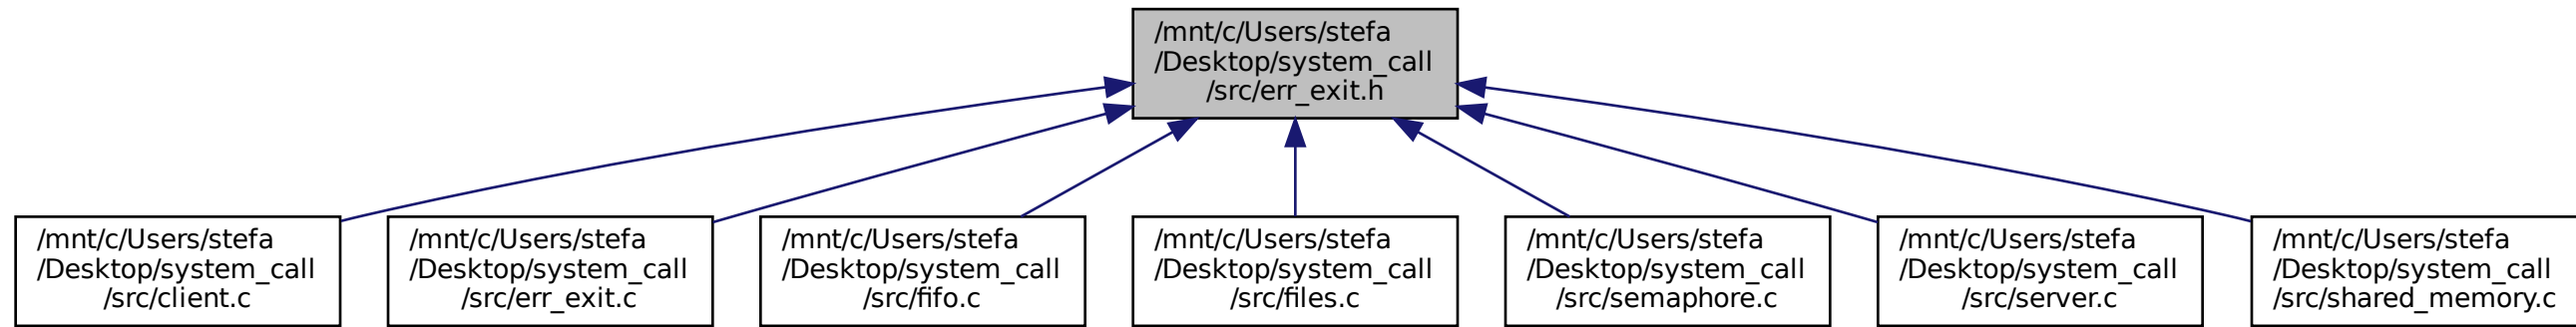 /mnt/c/Users/stefa
/Desktop/system_call
/src/err_exit.h
/mnt/c/Users/stefa
/Desktop/system_call
/src/client.c
/mnt/c/Users/stefa
/Desktop/system_call
/src/err_exit.c
/mnt/c/Users/stefa
/Desktop/system_call
/src/fifo.c
/mnt/c/Users/stefa
/Desktop/system_call
/src/files.c
/mnt/c/Users/stefa
/Desktop/system_call
/src/semaphore.c
/mnt/c/Users/stefa
/Desktop/system_call
/src/server.c
/mnt/c/Users/stefa
/Desktop/system_call
/src/shared_memory.c